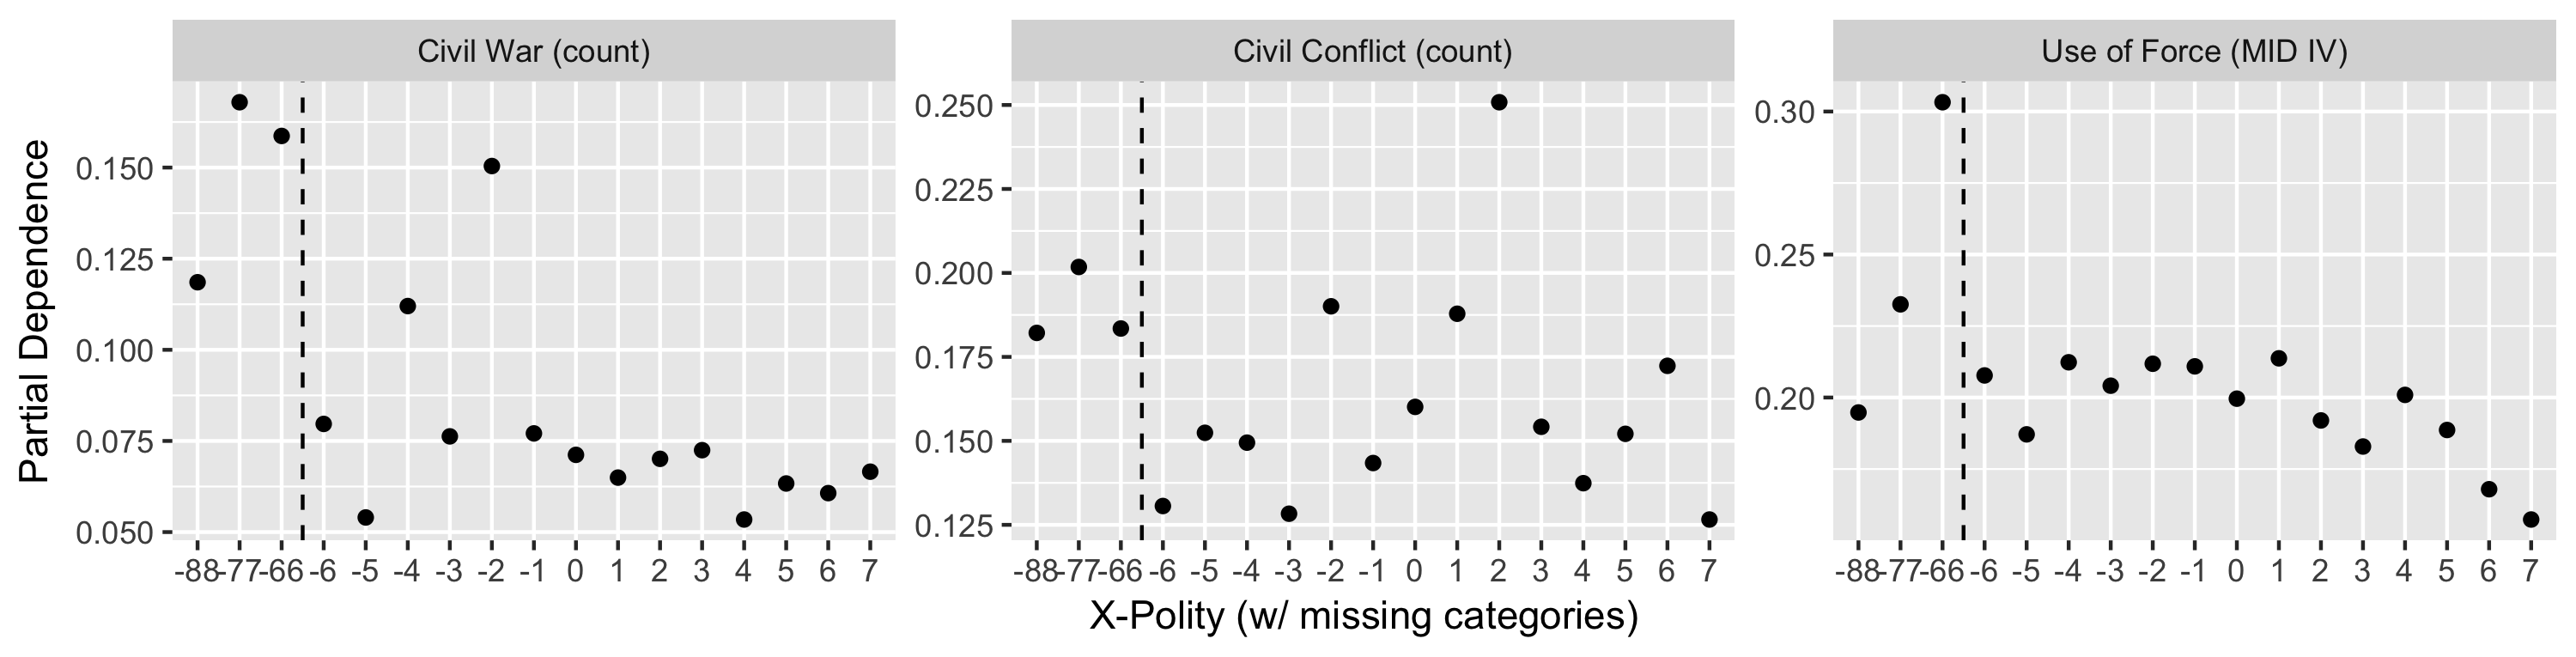 Civil War (count)
Civil Conflict (count)
Use of Force (MID IV)
Partial Dependence
0.150
0.125
0.100
0.075
0.050
0.250
0.225
0.200
0.175
0.150
0.125
0.30
0.25
0.20
-88 -77 -66 -6 -5 -4 -3 -2 -1 0 1 2 3 4 5 6 7
-88 -77 -66 -6 -5 -4 -3 -2 -1 0 1 2 3 4 5 6 7
-88 -77 -66 -6 -5 -4 -3 -2 -1 0 1 2 3 4 5 6 7
X-Polity (w/ missing categories)